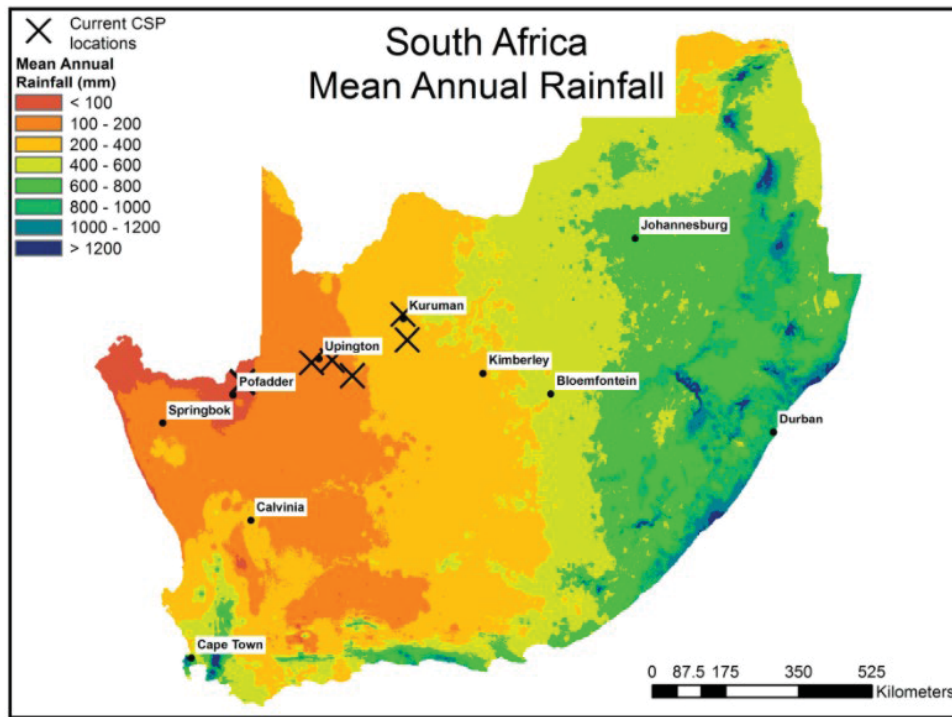 South Africa
Mean Annual Rainfall
Current CSP
locations
Mean Annual
Rainfall (mm)
< 100
100 - 200
200 - 400
400 - 600
600 - 800
800 - 1000
1000 - 1200
> 1200
Johannesburg
Kuruman
Upington
Kimberley
Pofadder
Bloemfontein
Springbok
Durban
Calvinia
Cape Town
0 87.5 175 350 525
Kilometers